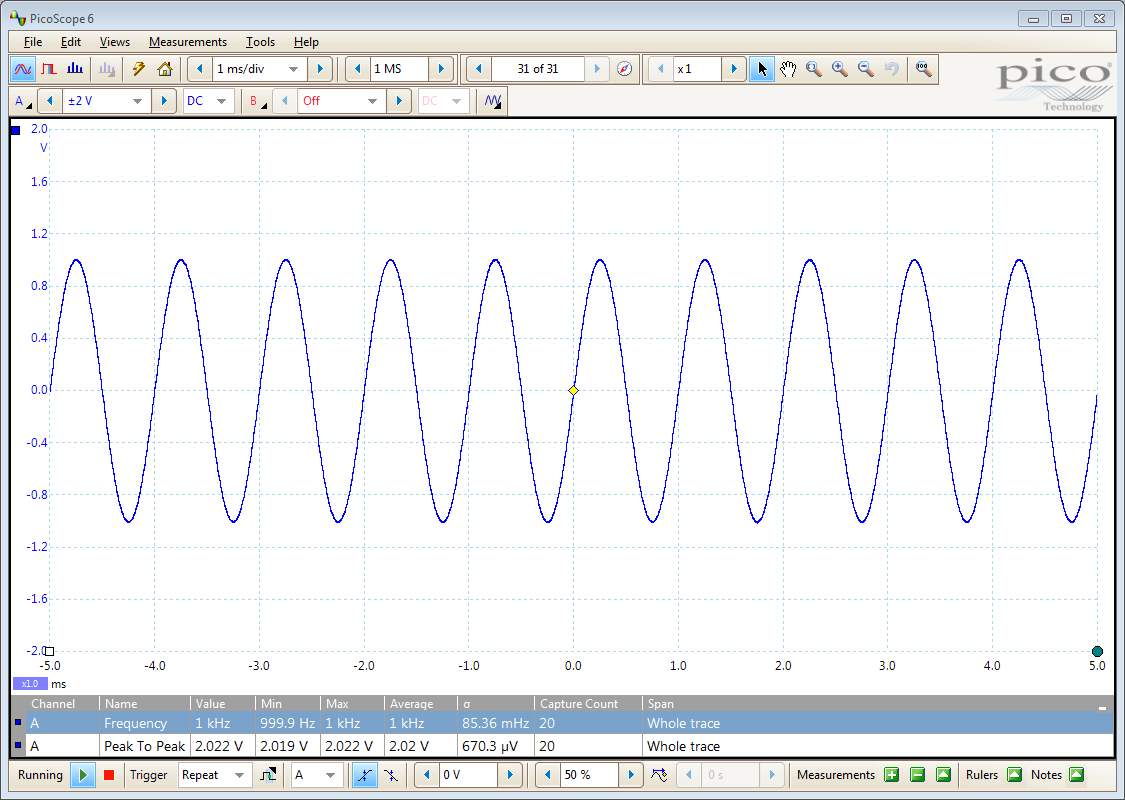 PicoScope 6
File Edit Views Measurements Tools Help
1 ms/div 1 MS 31 of 31 x1
pico
Technology
A ±2 V DC B Off DC
2.0
V
1.6
1.2
0.8
0.4
0.0
-0.4
-0.8
-1.2
-1.6
-2.0
-5.0 -4.0 -3.0 -2.0 -1.0 0.0 1.0 2.0 3.0 4.0 5.0
x1.0 ms
Channel Name Value Min Max Average σ Capture Count Span
A Frequency 1 kHz 999.9 Hz 1 kHz 1 kHz 85.36 mHz 20 Whole trace
A Peak To Peak 2.022 V 2.019 V 2.022 V 2.02 V 670.3 µV 20 Whole trace
Running Trigger Repeat A 0 V 50 % 0 s Measurements Rulers Notes